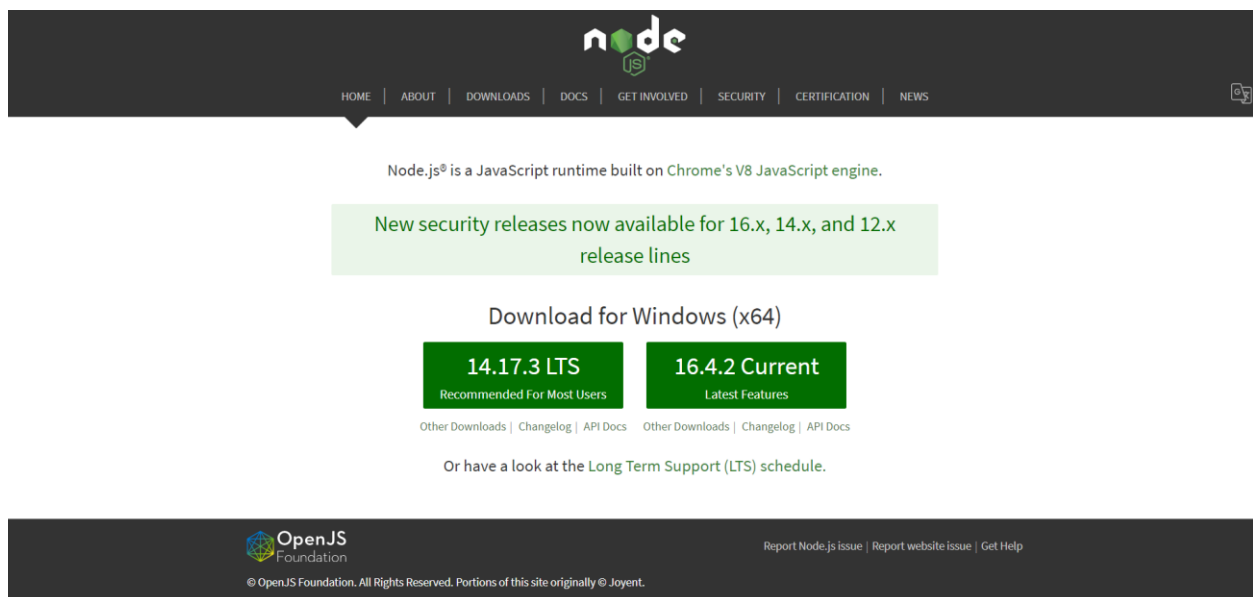 node
JS
HOME | ABOUT | DOWNLOADS | DOCS | GET INVOLVED | SECURITY | CERTIFICATION | NEWS
Node.js® is a JavaScript runtime built on Chrome's V8 JavaScript engine.
New security releases now available for 16.x, 14.x, and 12.x
release lines
Download for Windows (x64)
14.17.3 LTS
Recommended For Most Users
16.4.2 Current
Latest Features
Other Downloads | Changelog | API Docs
Other Downloads | Changelog | API Docs
Or have a look at the Long Term Support (LTS) schedule.
OpenJS
Foundation
Report Node.js issue | Report website issue | Get Help
© OpenJS Foundation. All Rights Reserved. Portions of this site originally © Joyent.